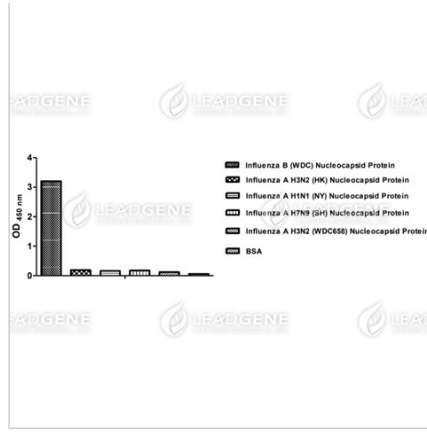 LEADGENE
LEADGENE
LEADGENE
4
3
2
1
0
OD 450 nm
Influenza B (WDC) Nucleocapsid Protein
Influenza A H3N2 (HK) Nucleocapsid Protein
Influenza A H1N1 (NY) Nucleocapsid Protein
Influenza A H7N9 (SH) Nucleocapsid Protein
Influenza A H3N2 (WDC658) Nucleocapsid Protein
BSA
LEADGENE
LEADGENE
LEADGENE